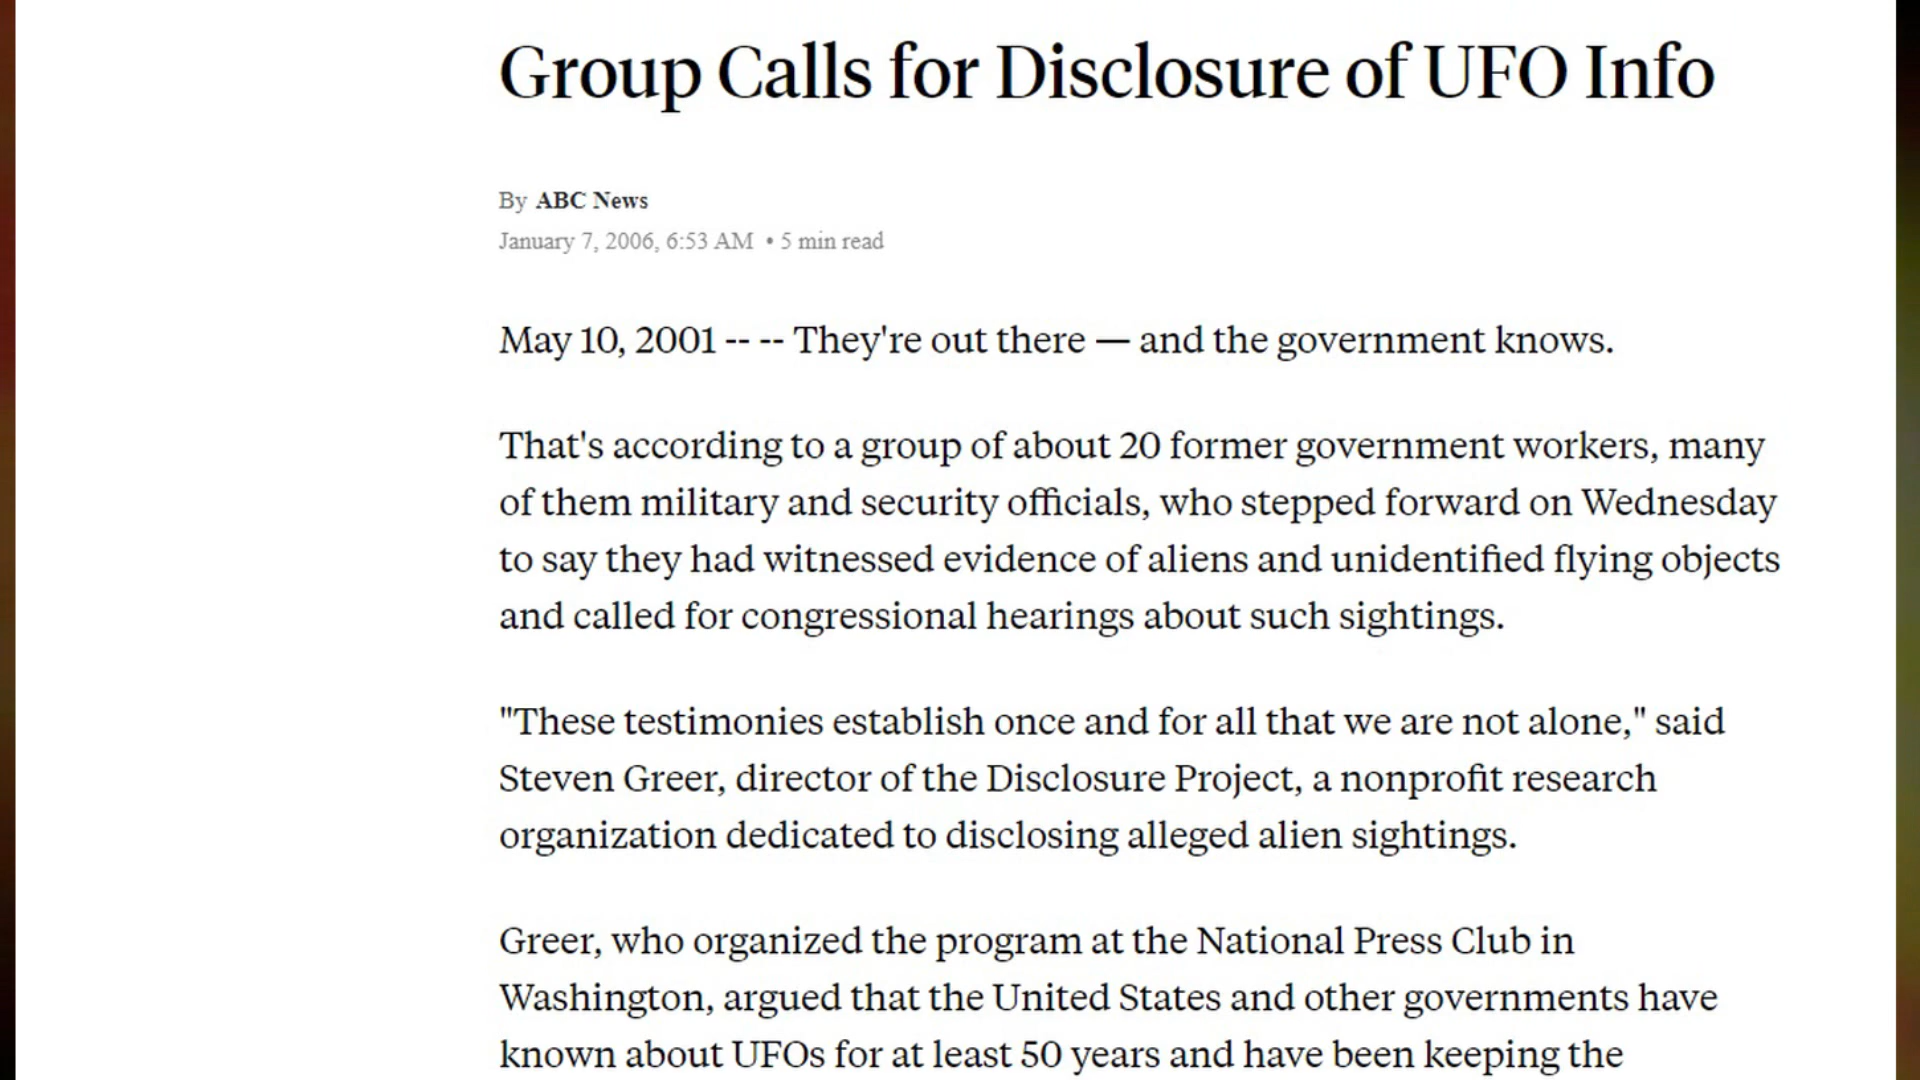 Group Calls for Disclosure of UFO Info
By ABC News
January 7, 2006, 6:53 AM • 5 min read
May 10, 2001 -- -- They're out there — and the government knows.
That's according to a group of about 20 former government workers, many
of them military and security officials, who stepped forward on Wednesday
to say they had witnessed evidence of aliens and unidentified flying objects
and called for congressional hearings about such sightings.
"These testimonies establish once and for all that we are not alone," said
Steven Greer, director of the Disclosure Project, a nonprofit research
organization dedicated to disclosing alleged alien sightings.
Greer, who organized the program at the National Press Club in
Washington, argued that the United States and other governments have
known about UFOs for at least 50 years and have been keeping the